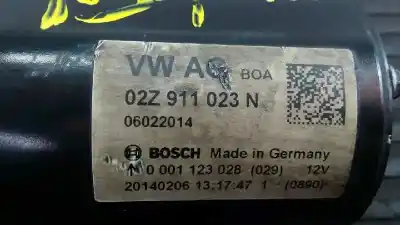 VW AG BOA
02Z 911 023 N
06022014
BOSCH Made in Germany
0 001 123 028 (029) 12V
20140206 13:17:47 1 (0890)